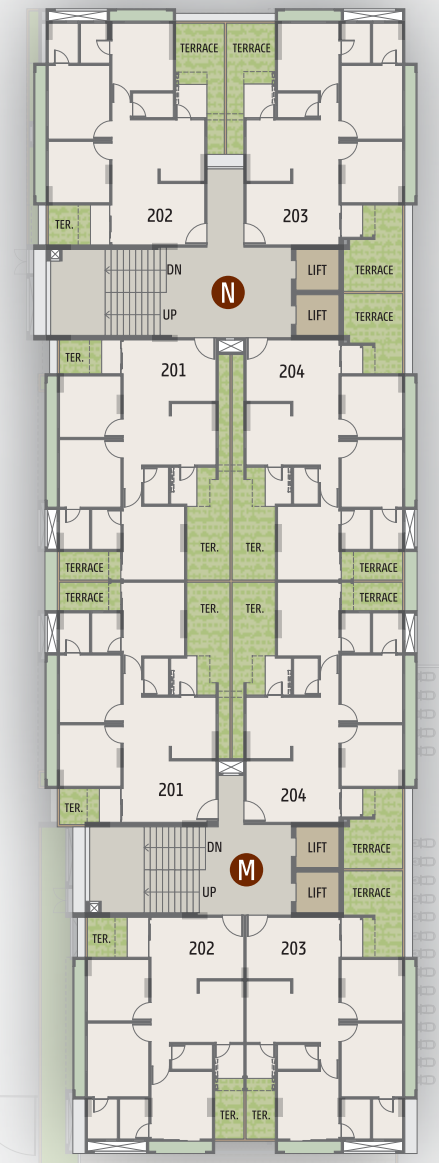 TERRACE TERRACE
202 203
TER.
DN LIFT TERRACE
N
UP LIFT TERRACE
TER. 201 204
TER. TER.
TERRACE TERRACE
TERRACE TERRACE
TER. TER.
201 204
TER.
DN LIFT TERRACE
M
UP LIFT TERRACE
TER. 202 203
TER. TER.